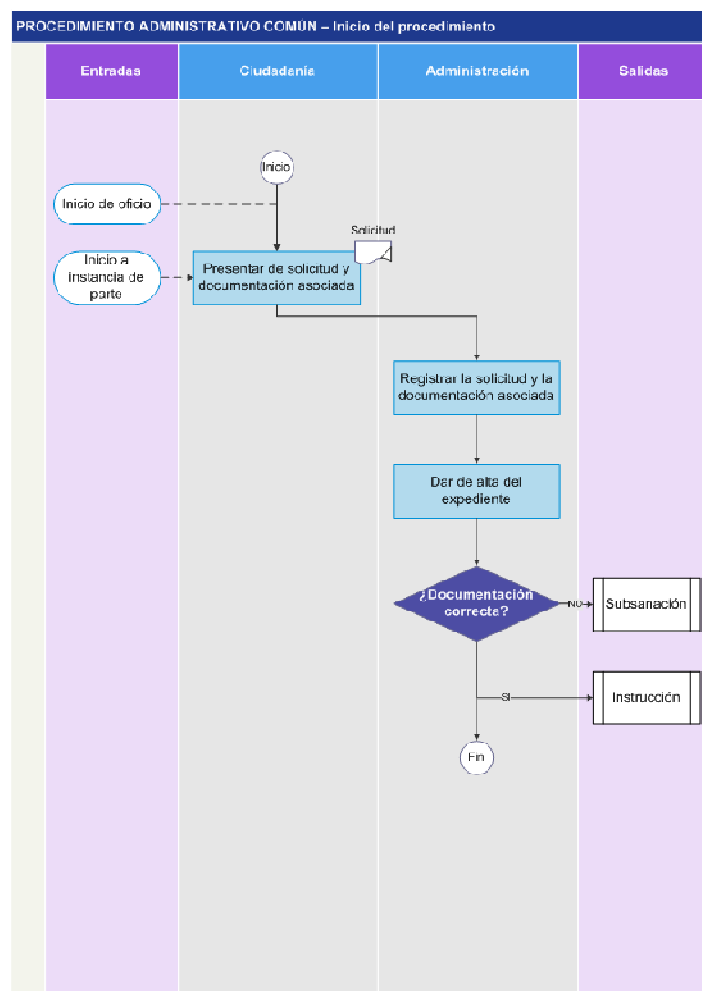 PROCEDIMIENTO ADMINISTRATIVO COMÚN – Inicio del procedimiento
Entradas
Ciudadanía
Administración
Salidas
Inicio
Inicio de oficio
Solicitud
Inicio a
instancia de
parte
Presentar de solicitud y
documentación asociada
Registrar la solicitud y la
documentación asociada
Dar de alta del
expediente
¿Documentación
correcta?
NO
Subsanación
SI
Instrucción
Fin